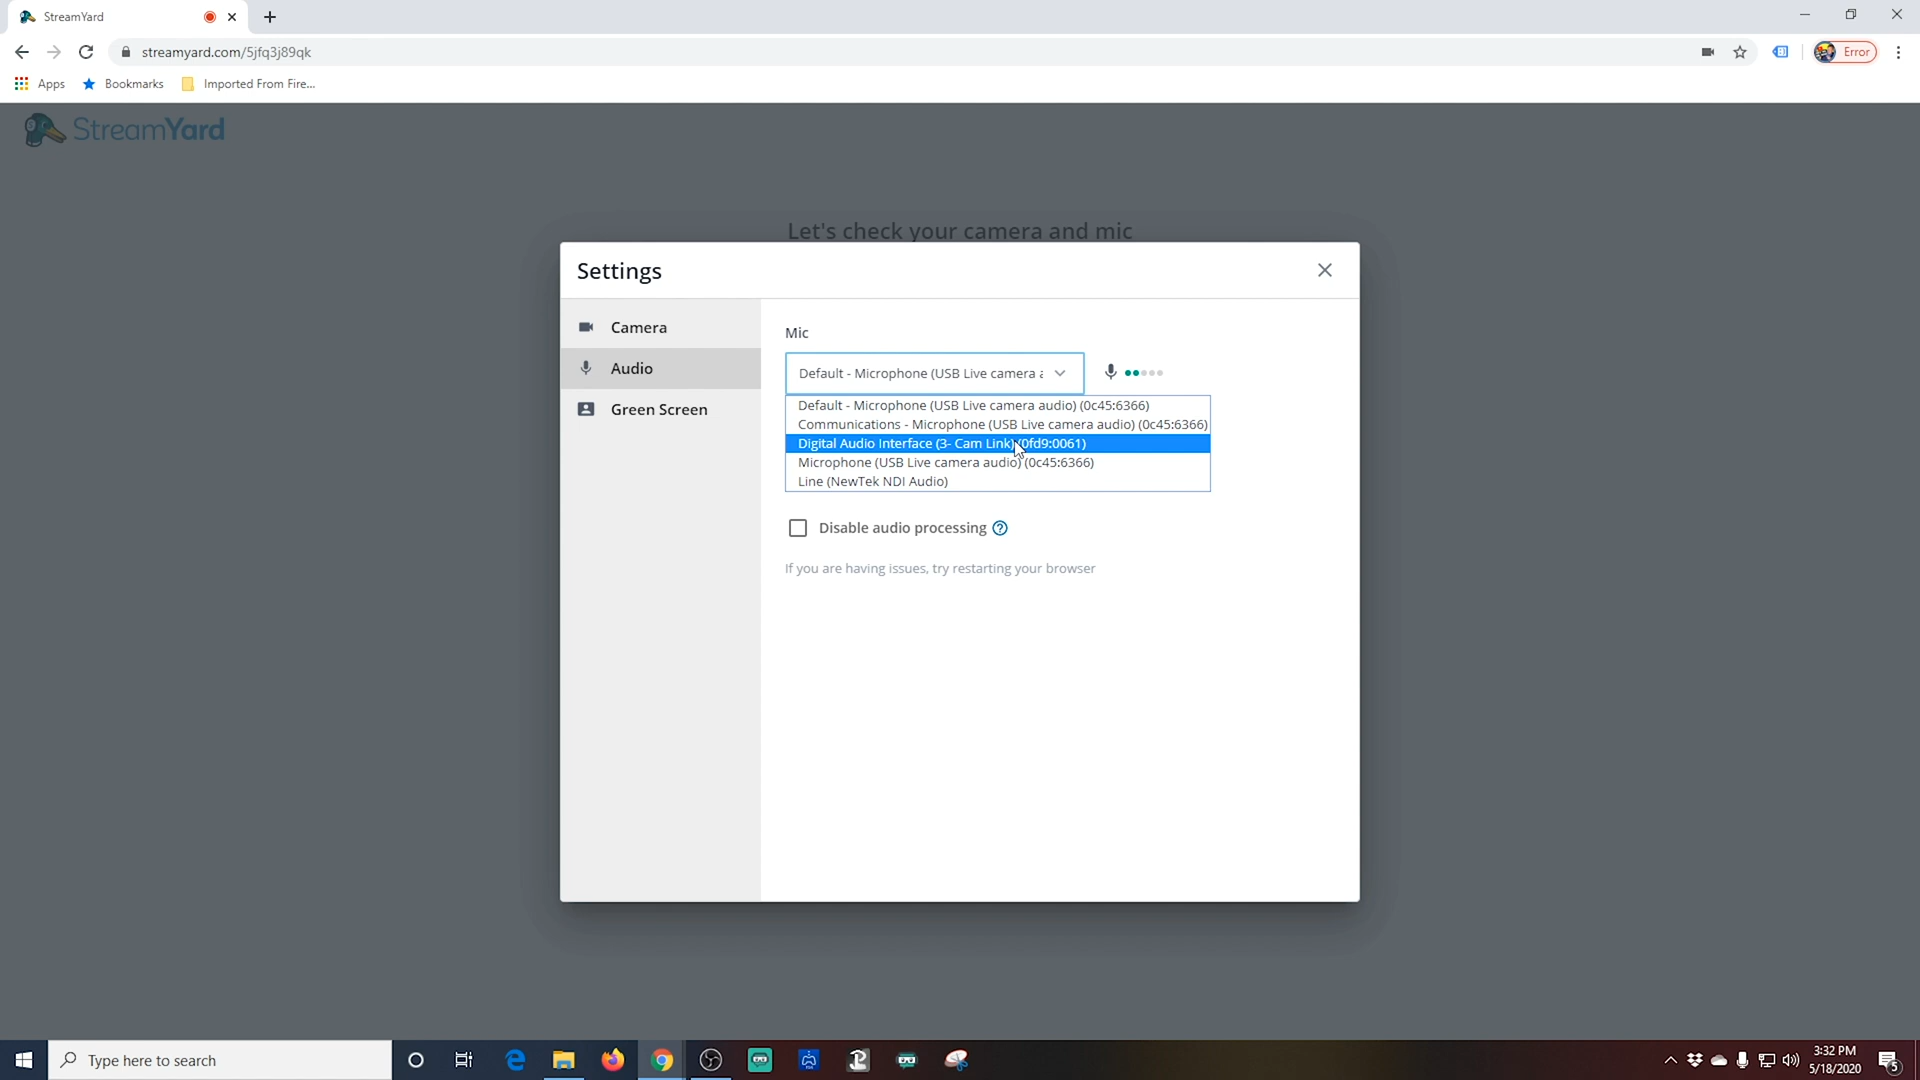 StreamYard
streamyard.com/5jfq3j89qk
Error
Apps
Bookmarks
Imported From Fire...
StreamYard
Let's check your camera and mic
Settings
Camera
Audio
Green Screen
Mic
Default - Microphone (USB Live camera a
Default - Microphone (USB Live camera audio) (0c45:6366)
Communications - Microphone (USB Live camera audio) (0c45:6366)
Digital Audio Interface (3- Cam Link) (0fd9:0061)
Microphone (USB Live camera audio) (0c45:6366)
Line (NewTek NDI Audio)
Disable audio processing
If you are having issues, try restarting your browser
Type here to search
3:32 PM
5/18/2020
5